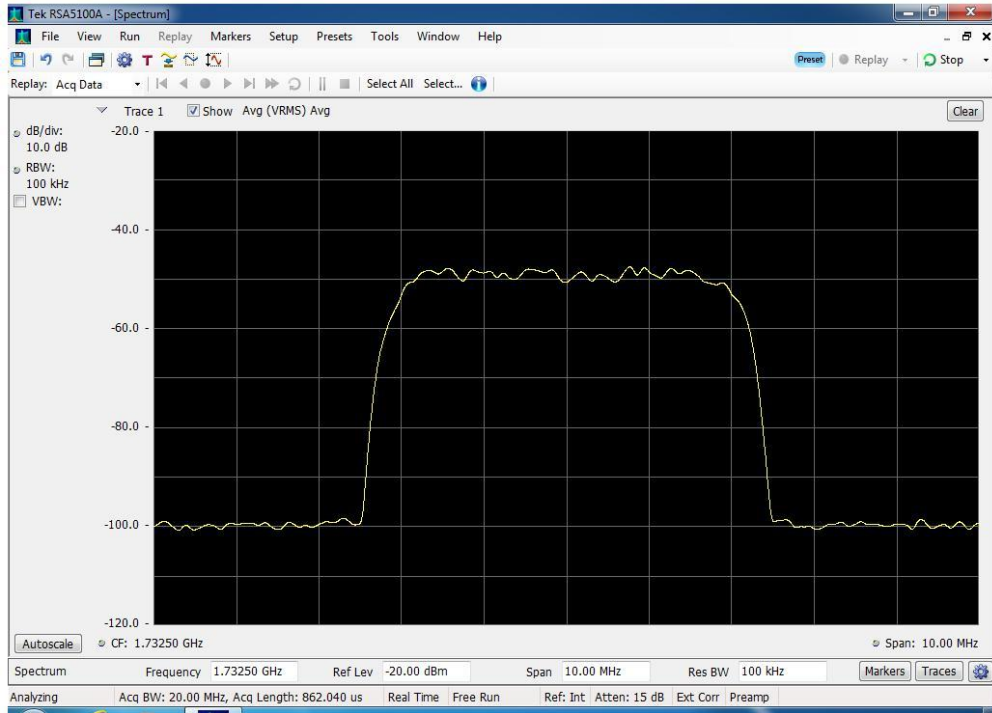 Tek RSA5100A - [Spectrum]
File View Run Replay Markers Setup Presets Tools Window Help
Preset Replay Stop
Replay: Acq Data Select All Select...
Trace 1 Show Avg (VRMS) Avg Clear
dB/div:
10.0 dB
RBW:
100 kHz
VBW:
-20.0
-40.0
-60.0
-80.0
-100.0
-120.0
Autoscale CF: 1.73250 GHz Span: 10.00 MHz
Spectrum Frequency 1.73250 GHz Ref Lev -20.00 dBm Span 10.00 MHz Res BW 100 kHz Markers Traces
Analyzing Acq BW: 20.00 MHz, Acq Length: 862.040 us Real Time Free Run Ref: Int Atten: 15 dB Ext Corr Preamp